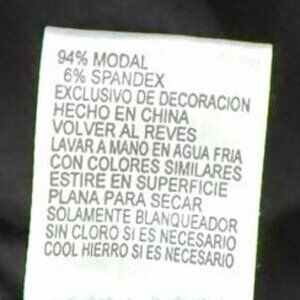 94% MODAL
6% SPANDEX
EXCLUSIVO DE DECORACION
HECHO EN CHINA
VOLVER AL REVES
LAVAR A MANO EN AGUA FRIA
CON COLORES SIMILARES
ESTIRE EN SUPERFICIE
PLANA PARA SECAR
SOLAMENTE BLANQUEADOR
SIN CLORO SI ES NECESARIO
COOL HIERRO SI ES NECESARIO